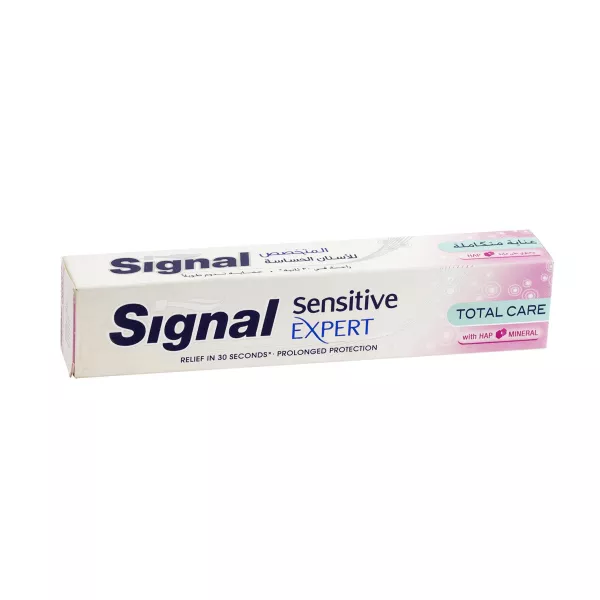 Signal
المتخصص
للأسنان الحساسة
عناية متكاملة
HAP
Signal
Sensitive
EXPERT
RELIEF IN 30 SECONDS* · PROLONGED PROTECTION
TOTAL CARE
with HAP MINERAL